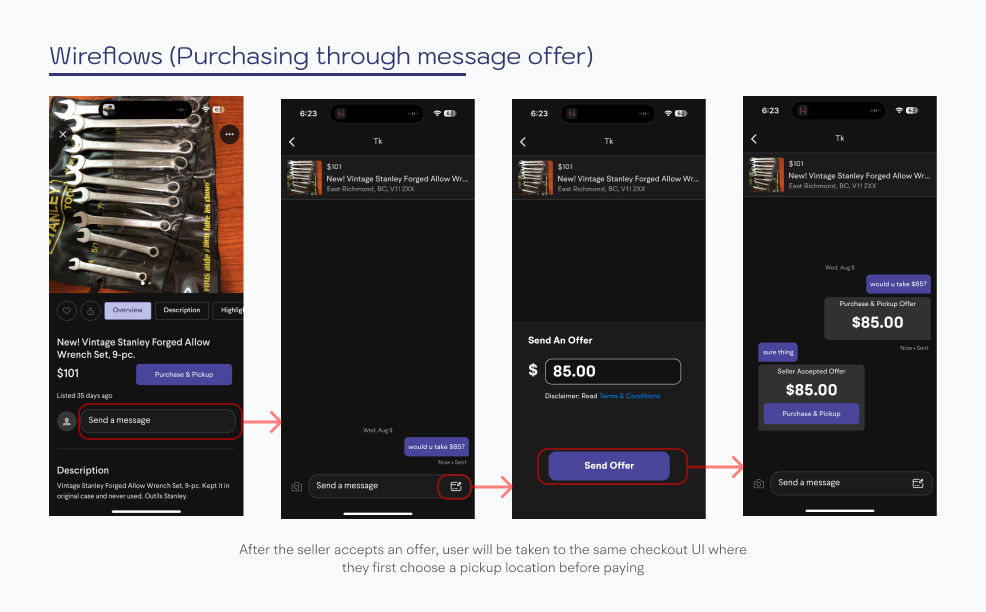 Wireflows (Purchasing through message offer)
Overview
Description
Highligh
New! Vintage Stanley Forged Allow
Wrench Set, 9-pc.
$101
Purchase & Pickup
Listed 35 days ago
Send a message
Description
Vintage Stanley Forged Allow Wrench Set, 9-pc. Kept it in
original case and never used. Outils Stanley.
6:23
Tk
$101
New! Vintage Stanley Forged Allow Wr...
East Richmond, BC, V11 2XX
Wed, Aug 9
would u take $85?
Now • Sent
Send a message
6:23
Tk
$101
New! Vintage Stanley Forged Allow Wr...
East Richmond, BC, V11 2XX
Send An Offer
$ 85.00
Disclaimer: Read Terms & Conditions
Send Offer
6:23
Tk
$101
New! Vintage Stanley Forged Allow Wr...
East Richmond, BC, V11 2XX
Wed, Aug 9
would u take $85?
Purchase & Pickup Offer
$85.00
Now • Sent
sure thing
Seller Accepted Offer
$85.00
Purchase & Pickup
Send a message
After the seller accepts an offer, user will be taken to the same checkout UI where
they first choose a pickup location before paying